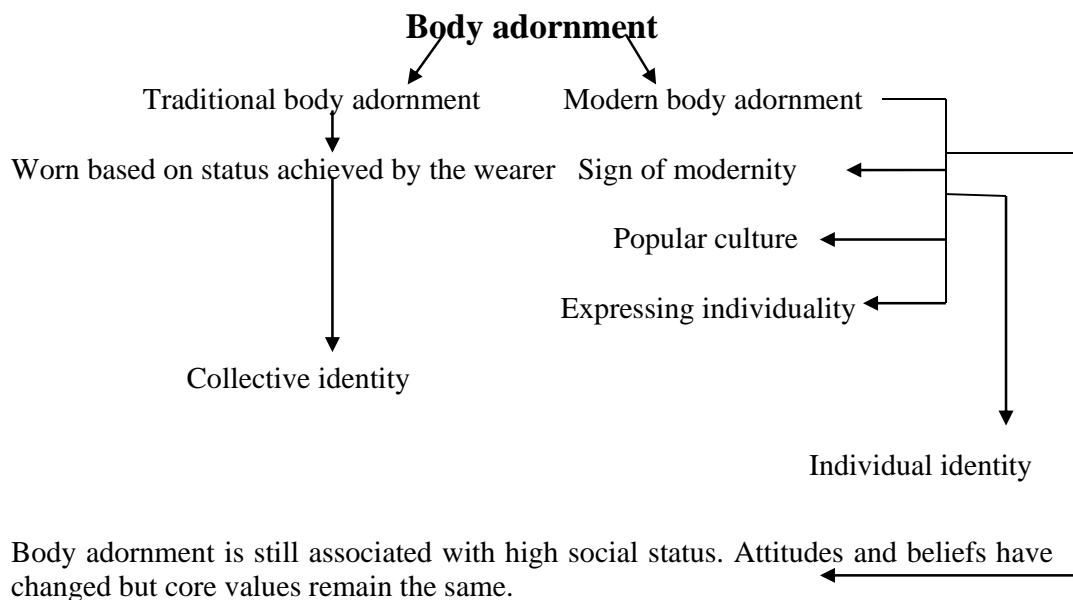 Body adornment
Traditional body adornment
Modern body adornment
Worn based on status achieved by the wearer
Sign of modernity
Popular culture
Expressing individuality
Collective identity
Individual identity
Body adornment is still associated with high social status. Attitudes and beliefs have
changed but core values remain the same.